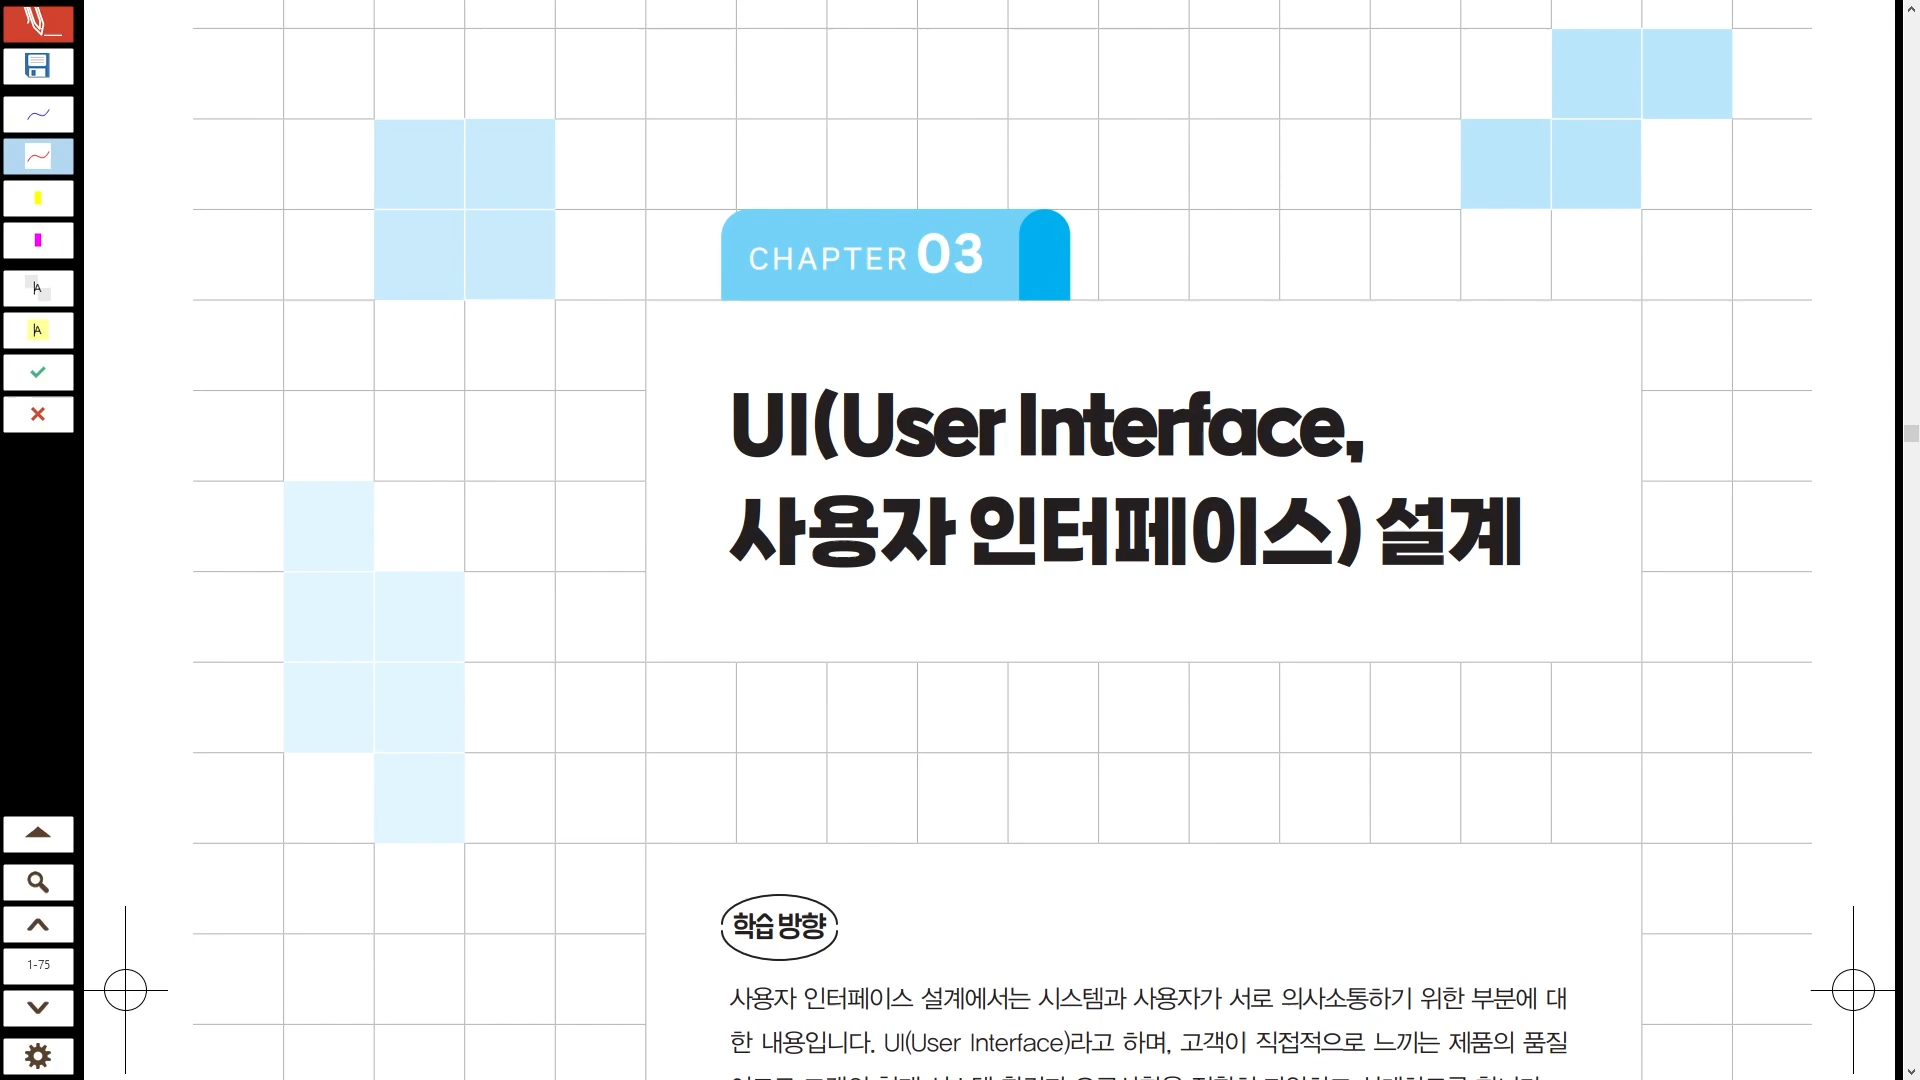 CHAPTER 03
UI(User Interface,
사용자 인터페이스) 설계
학습 방향
사용자 인터페이스 설계에서는 시스템과 사용자가 서로 의사소통하기 위한 부분에 대
한 내용입니다. UI(User Interface)라고 하며, 고객이 직접적으로 느끼는 제품의 품질
A
A
1-75